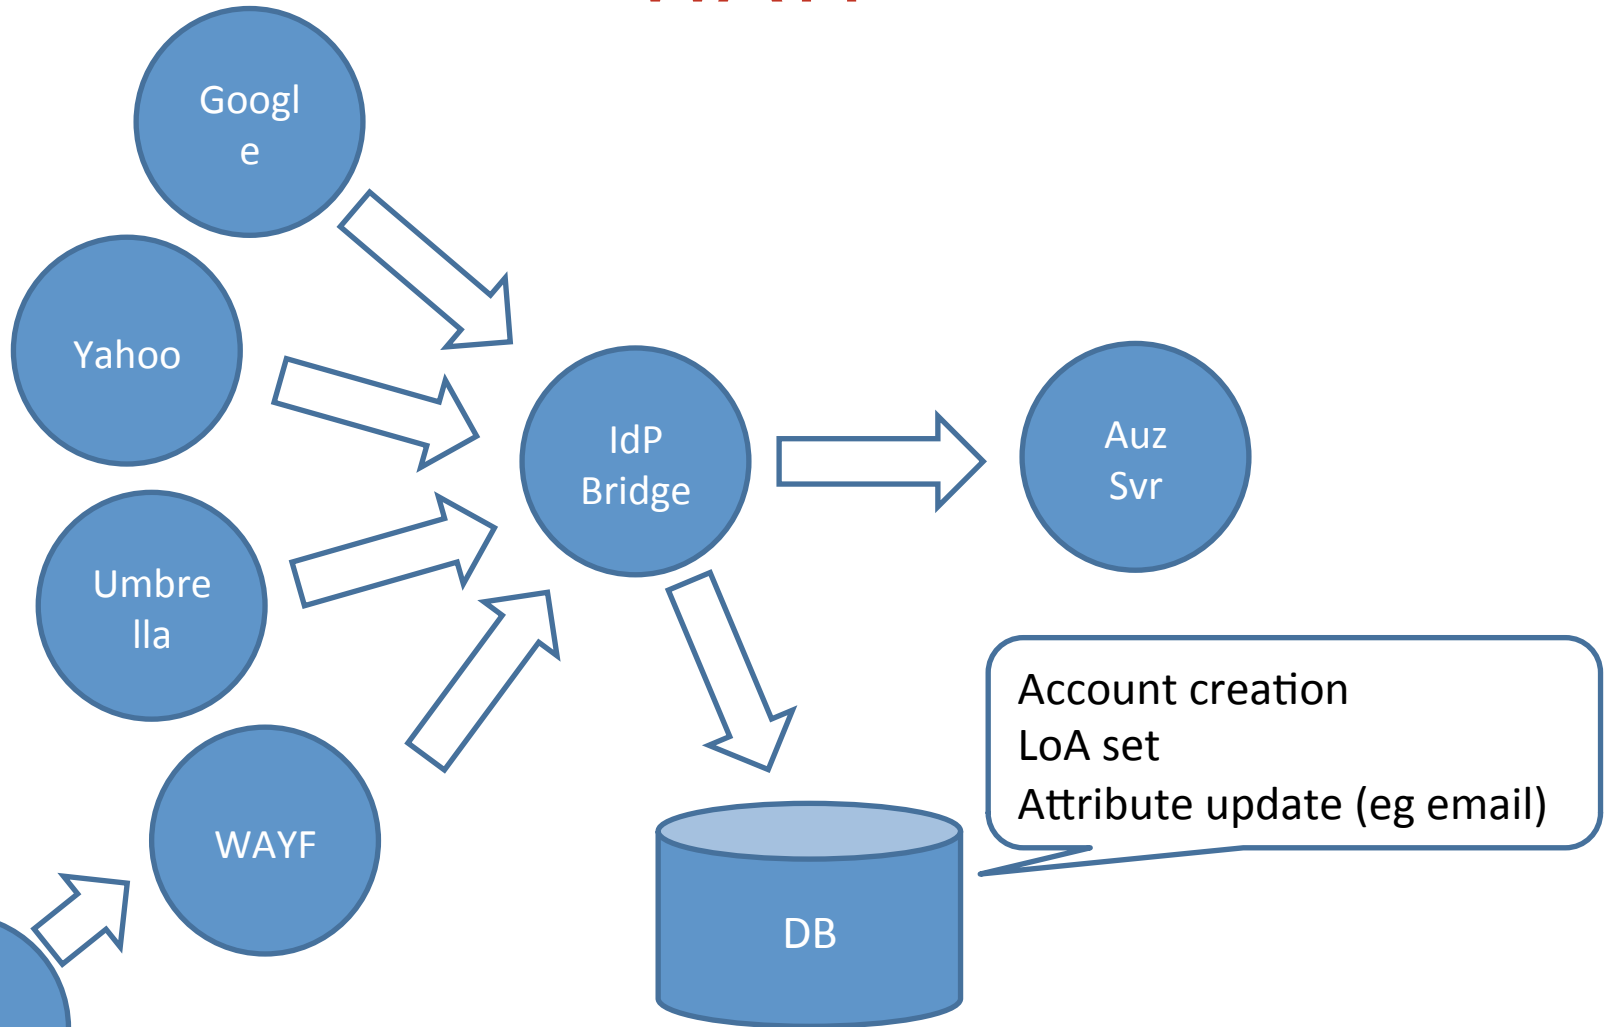 Googl
e
Yahoo
Umbre
lla
WAYF
IdP
Bridge
Auz
Svr
Account creation
LoA set
Attribute update (eg email)
DB